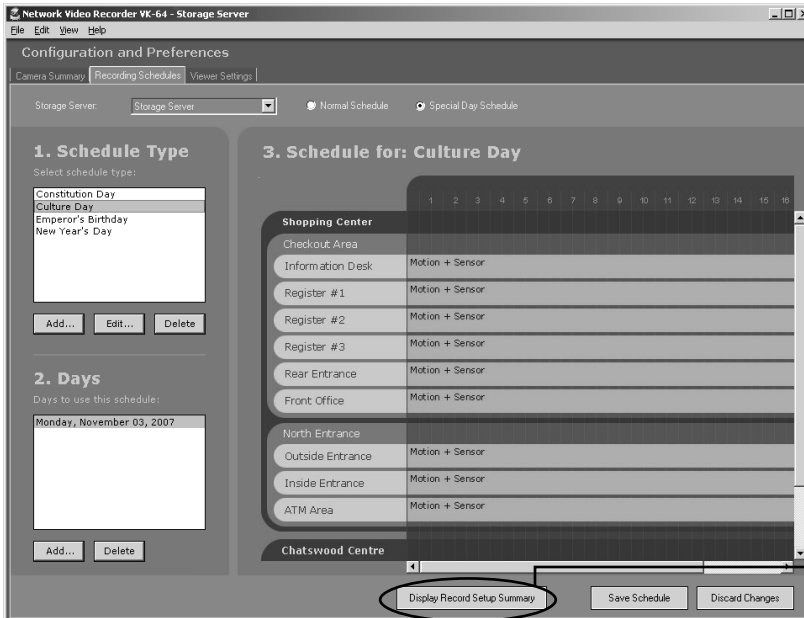 Network Video Recorder VK-64 - Storage Server
File Edit View Help
Configuration and Preferences
Camera Summary Recording Schedules Viewer Settings
Storage Server: Storage Server Normal Schedule Special Day Schedule
1. Schedule Type
Select schedule type:
Constitution Day
Culture Day
Emperor's Birthday
New Year's Day
Add... Edit... Delete
2. Days
Days to use this schedule:
Monday, November 03, 2007
Add... Delete
3. Schedule for: Culture Day
1 2 3 4 5 6 7 8 9 10 11 12 13 14 15 16
Shopping Center
Checkout Area
Information Desk Motion + Sensor
Register #1 Motion + Sensor
Register #2 Motion + Sensor
Register #3 Motion + Sensor
Rear Entrance Motion + Sensor
Front Office Motion + Sensor
North Entrance
Outside Entrance Motion + Sensor
Inside Entrance Motion + Sensor
ATM Area Motion + Sensor
Chatswood Centre
Display Record Setup Summary Save Schedule Discard Changes